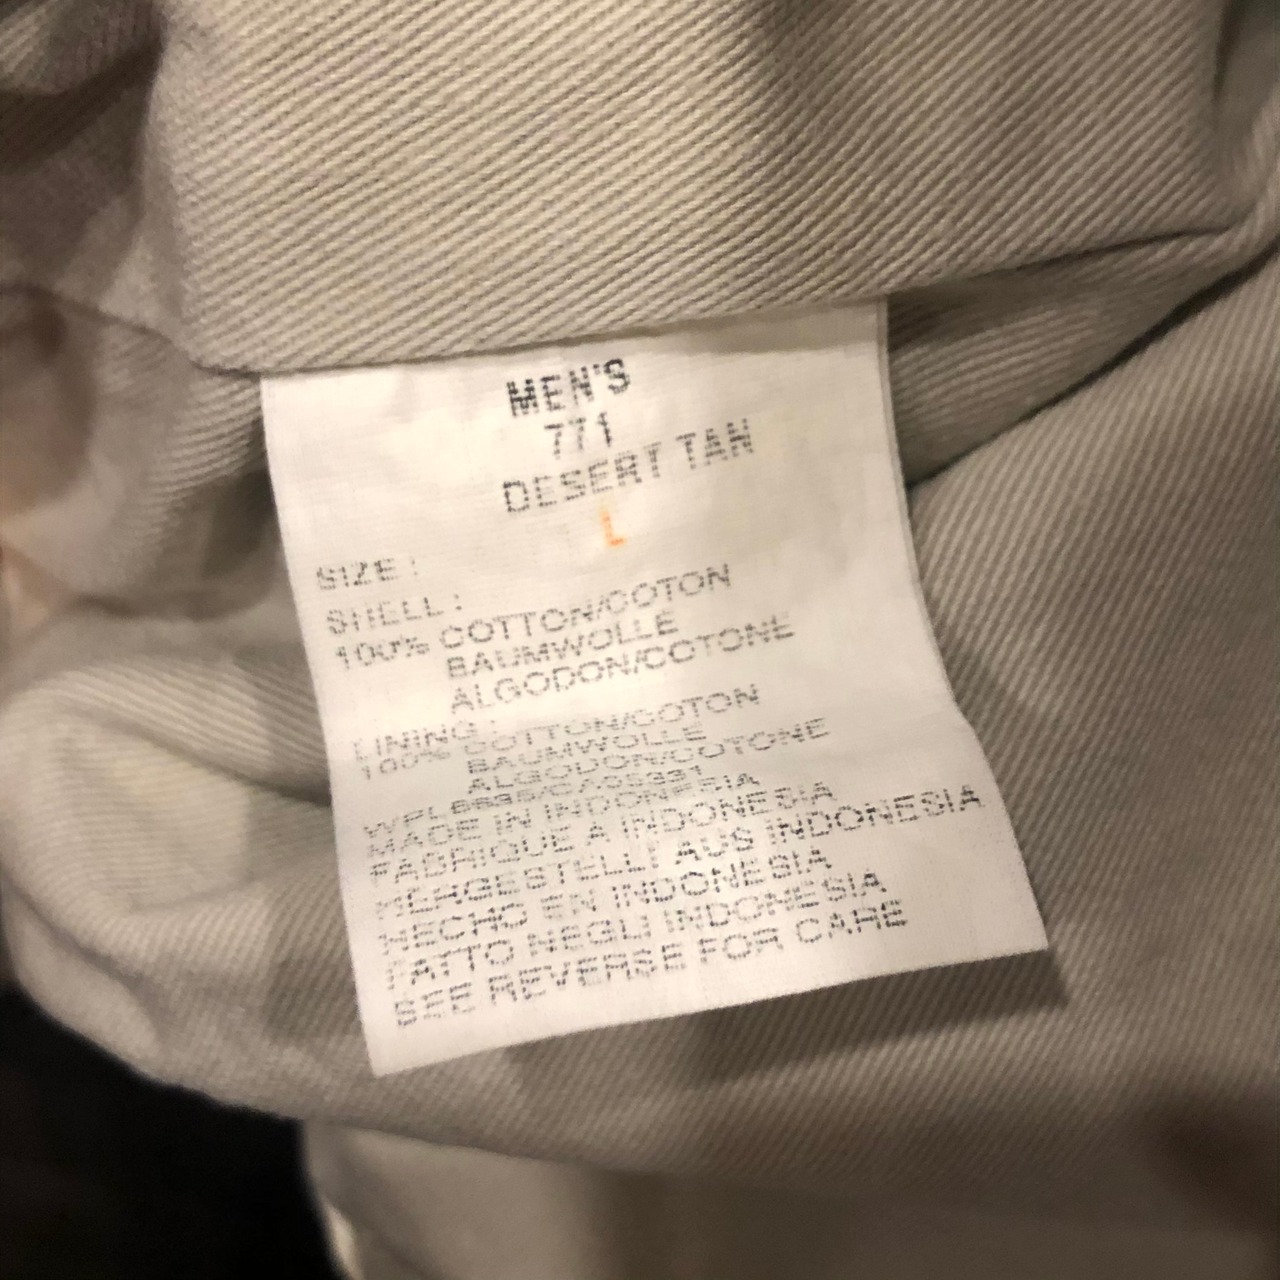 MEN'S
771
DESERT TAN
L
SIZE :
SHELL :
100% COTTON/COTON
BAUMWOLLE
ALGODON/COTONE
LINING :
100% COTTON/COTON
BAUMWOLLE
ALGODON/COTONE
MADE IN INDONESIA
FABRIQUE A INDONESIA
HERGESTELLT AUS INDONESIA
HECHO EN INDONESIA
FATTO NEGLI INDONESIA
SEE REVERSE FOR CARE